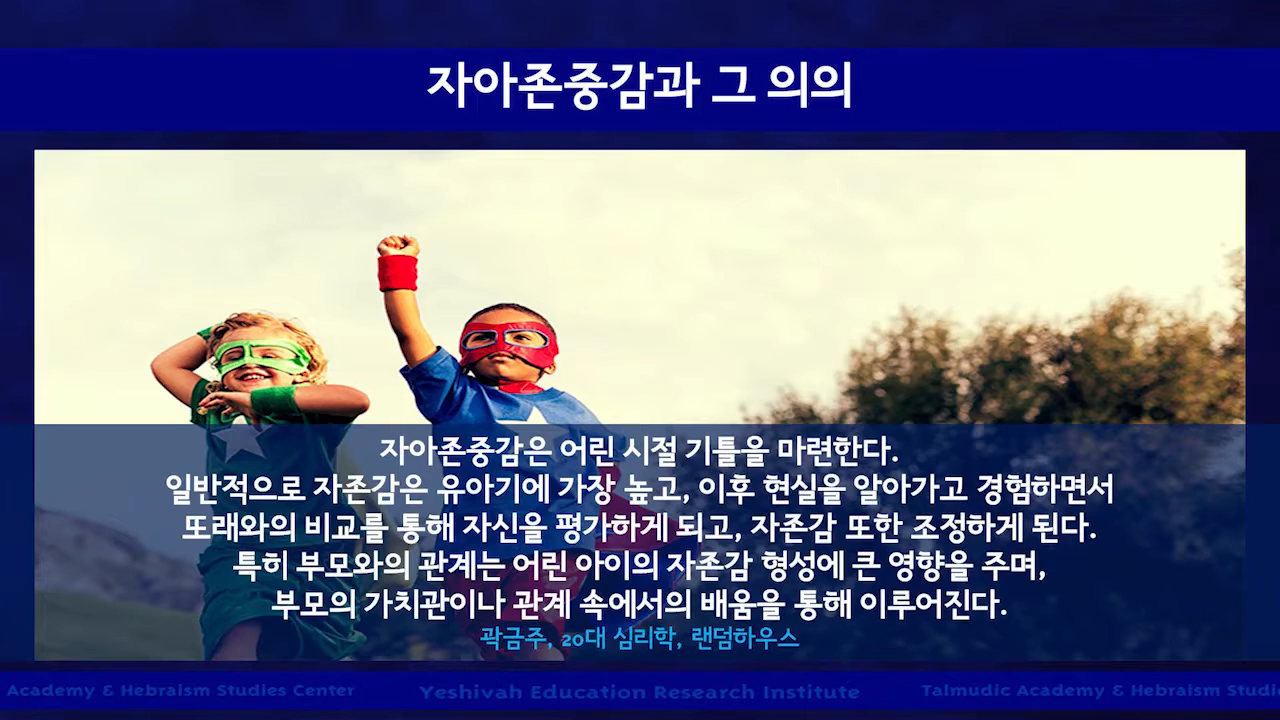 자아존중감과 그 의의
자아존중감은 어린 시절 기틀을 마련한다.
일반적으로 자존감은 유아기에 가장 높고, 이후 현실을 알아가고 경험하면서
또래와의 비교를 통해 자신을 평가하게 되고, 자존감 또한 조정하게 된다.
특히 부모와의 관계는 어린 아이의 자존감 형성에 큰 영향을 주며,
부모의 가치관이나 관계 속에서의 배움을 통해 이루어진다.
곽금주, 20대 심리학, 랜덤하우스
Academy & Hebraism Studies Center Yeshivah Education Research Institute Talmudic Academy & Hebraism Studie